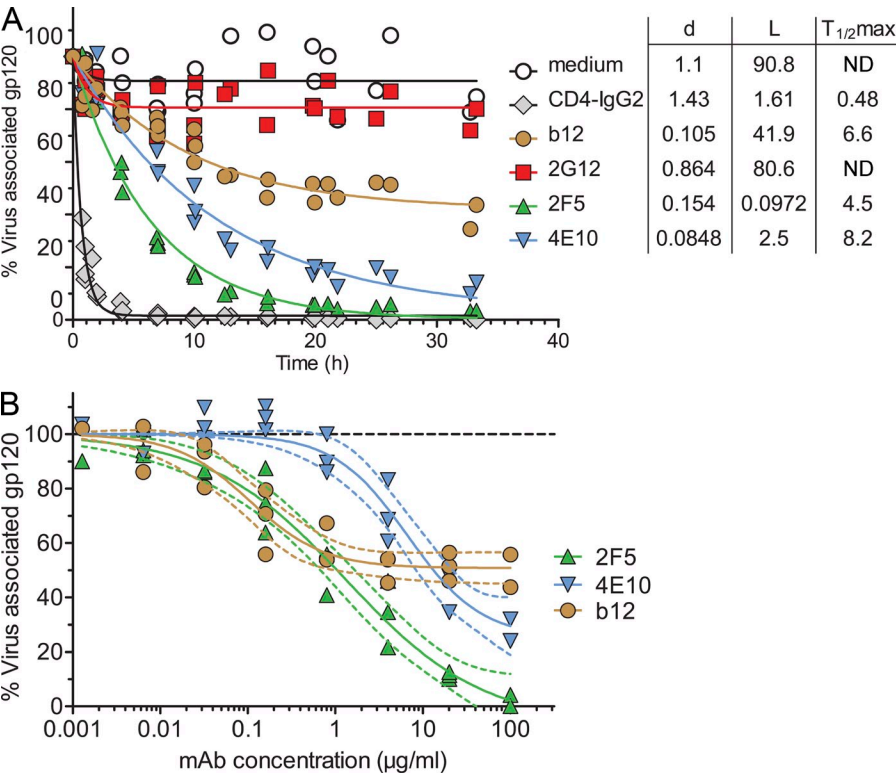 A
% Virus associated gp120
100
80
60
40
20
0
0
0 10 20 30 40
Time (h)
d L T1/2max
medium 1.1 90.8 ND
CD4-IgG2 1.43 1.61 0.48
b12 0.105 41.9 6.6
2G12 0.864 80.6 ND
2F5 0.154 0.0972 4.5
4E10 0.0848 2.5 8.2
B
% Virus associated gp120
100
80
60
40
20
0
0.001 0.01 0.1 1 10 100
mAb concentration (µg/ml)
2F5
4E10
b12